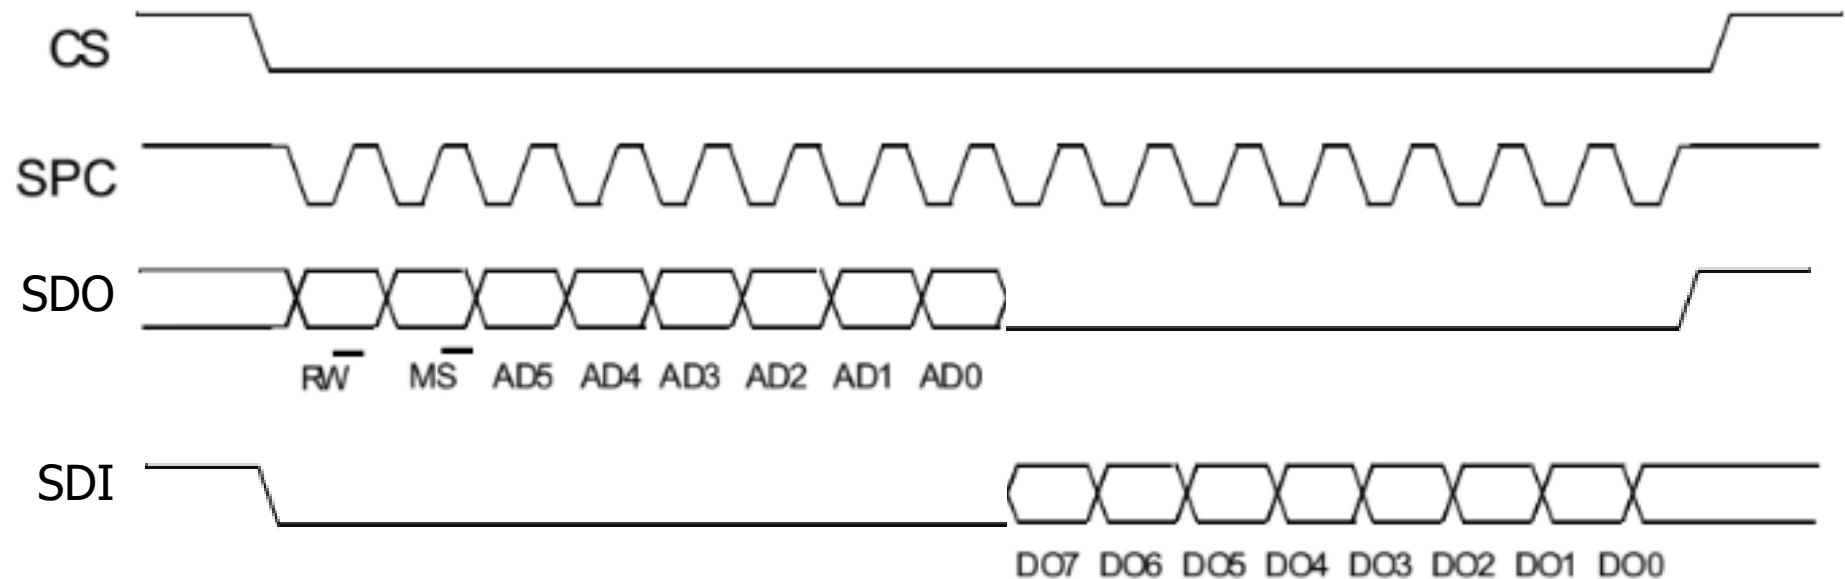 CS
SPC
SDO
RW MS AD5 AD4 AD3 AD2 AD1 AD0
SDI
DO7 DO6 DO5 DO4 DO3 DO2 DO1 DO0